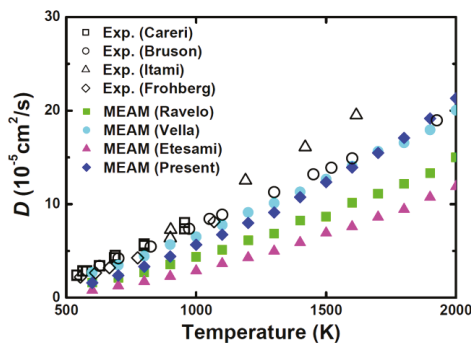 30
20
10
0
D (10⁻⁵cm²/s)
Exp. (Careri)
Exp. (Bruson)
Exp. (Itami)
Exp. (Frohberg)
MEAM (Ravelo)
MEAM (Vella)
MEAM (Etesami)
MEAM (Present)
500 1000 1500 2000
Temperature (K)